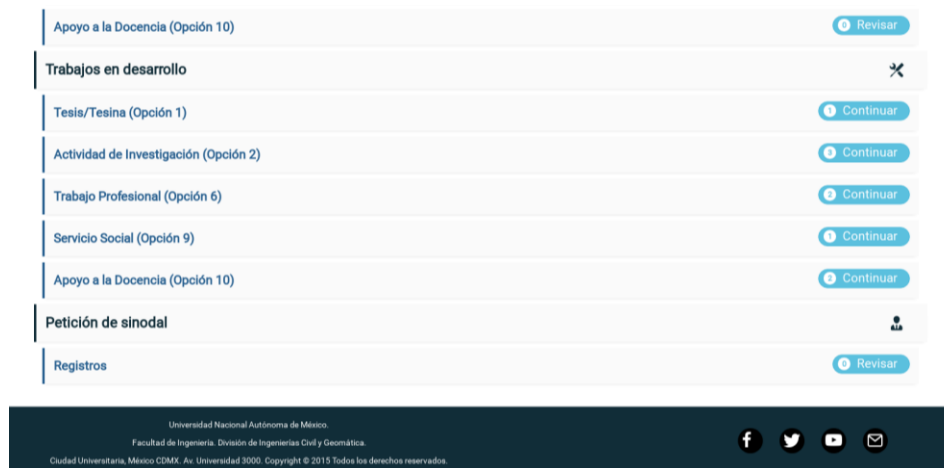 Apoyo a la Docencia (Opción 10) 0 Revisar
Trabajos en desarrollo
Tesis/Tesina (Opción 1) 1 Continuar
Actividad de Investigación (Opción 2) 3 Continuar
Trabajo Profesional (Opción 6) 2 Continuar
Servicio Social (Opción 9) 1 Continuar
Apoyo a la Docencia (Opción 10) 2 Continuar
Petición de sinodal
Registros 0 Revisar
Universidad Nacional Autónoma de México.
Facultad de Ingeniería. División de Ingenierías Civil y Geomática.
Ciudad Universitaria, México CDMX. Av. Universidad 3000. Copyright © 2015 Todos los derechos reservados.